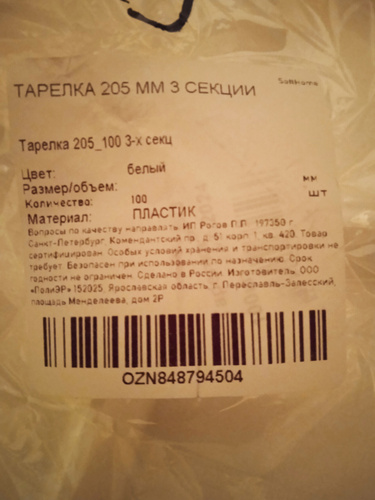 ТАРЕЛКА 205 ММ 3 СЕКЦИИ
Тарелка 205_100 3-х секц
Цвет: белый
Размер/объем: мм
Количество: 100 шт
Материал: ПЛАСТИК
Вопросы по качеству направлять: ИП Рогов П.П. 197350 г.
Санкт-Петербург, Комендантский пр. д. 51 корп 1, кв. 420. Товар
сертифицирован. Особых условий хранения и транспортировки не
требует. Безопасен при использовании по назначению. Срок
годности не ограничен. Сделано в России. Изготовитель: ООО
«ПолиЭР» 152025, Ярославская область, г. Переславль-Залесский,
площадь Менделеева, дом 2Р
OZN848794504